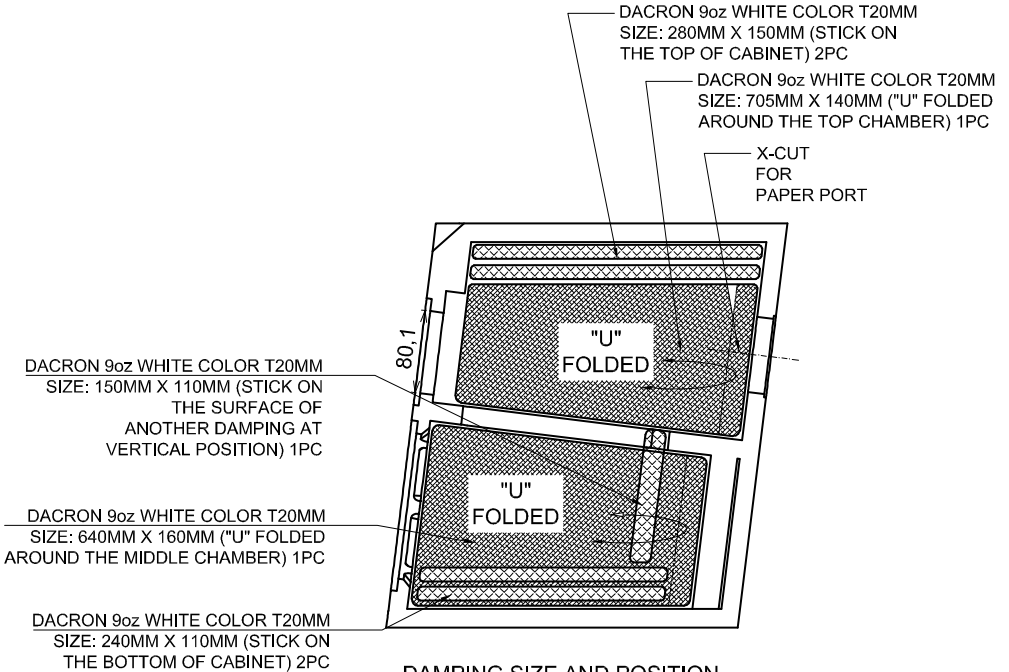 DACRON 9oz WHITE COLOR T20MM
SIZE: 280MM X 150MM (STICK ON
THE TOP OF CABINET) 2PC
DACRON 9oz WHITE COLOR T20MM
SIZE: 705MM X 140MM ("U" FOLDED
AROUND THE TOP CHAMBER) 1PC
X-CUT
FOR
PAPER PORT
80,1
"U"
FOLDED
DACRON 9oz WHITE COLOR T20MM
SIZE: 150MM X 110MM (STICK ON
THE SURFACE OF
ANOTHER DAMPING AT
VERTICAL POSITION) 1PC
"U"
FOLDED
DACRON 9oz WHITE COLOR T20MM
SIZE: 640MM X 160MM ("U" FOLDED
AROUND THE MIDDLE CHAMBER) 1PC
DACRON 9oz WHITE COLOR T20MM
SIZE: 240MM X 110MM (STICK ON
THE BOTTOM OF CABINET) 2PC
DAMPING SIZE AND POSITION